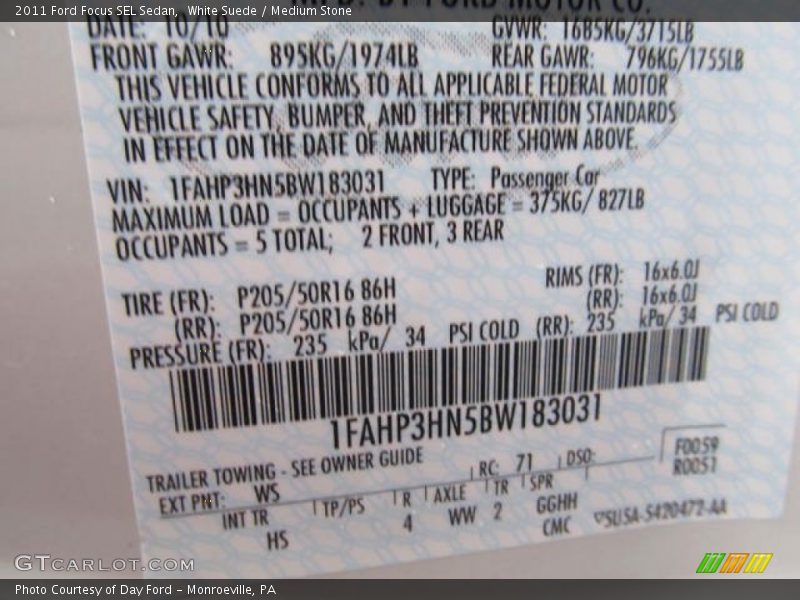 2011 Ford Focus SEL Sedan, White Suede / Medium Stone
MFD. BY FORD MOTOR CO.
DATE: 10/10 GVWR: 1685KG/3715LB
FRONT GAWR: 895KG/1974LB REAR GAWR: 796KG/1755LB
THIS VEHICLE CONFORMS TO ALL APPLICABLE FEDERAL MOTOR
VEHICLE SAFETY, BUMPER, AND THEFT PREVENTION STANDARDS
IN EFFECT ON THE DATE OF MANUFACTURE SHOWN ABOVE.
VIN: 1FAHP3HN5BW183031 TYPE: Passenger Car
MAXIMUM LOAD = OCCUPANTS + LUGGAGE = 375KG/ 827LB
OCCUPANTS = 5 TOTAL; 2 FRONT, 3 REAR
TIRE (FR): P205/50R16 86H RIMS (FR): 16x6.0J
(RR): P205/50R16 86H (RR): 16x6.0J
PRESSURE (FR): 235 kPa/ 34 PSI COLD (RR): 235 kPa/ 34 PSI COLD
1FAHP3HN5BW183031
TRAILER TOWING - SEE OWNER GUIDE RC: 71 DSO: F0059
EXT PNT: WS R0051
INT TR TP/PS R AXLE TR SPR
HS 4 WW 2 GGHH
CMC 5U5A-5420472-AA
GTCARLOT.COM
Photo Courtesy of Day Ford – Monroeville, PA